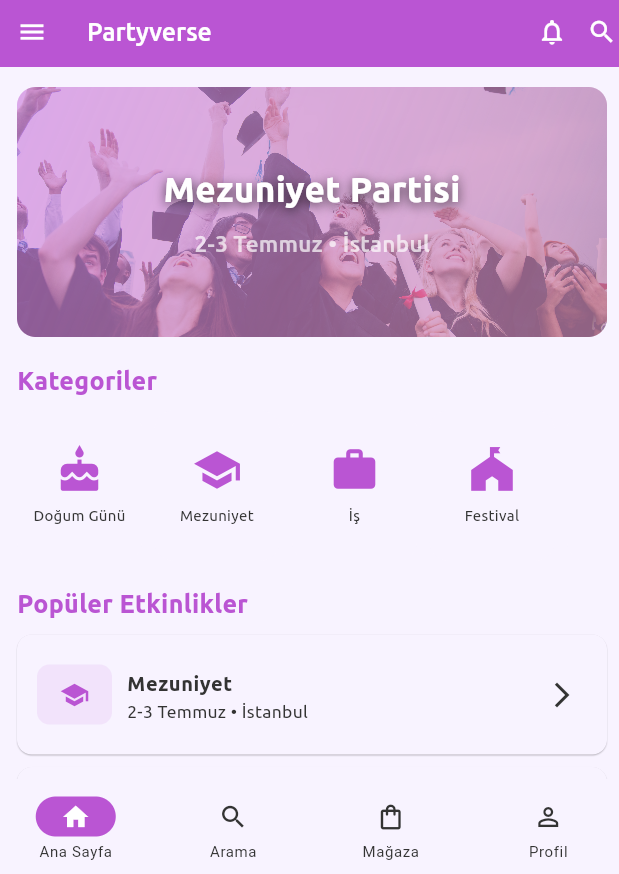 Partyverse
Mezuniyet Partisi
2-3 Temmuz • İstanbul
Kategoriler
Doğum Günü
Mezuniyet
İş
Festival
Popüler Etkinlikler
Mezuniyet
2-3 Temmuz • İstanbul
Ana Sayfa
Arama
Mağaza
Profil